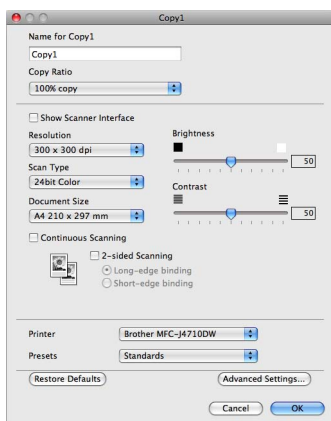 Copy1
Name for Copy1
Copy1
Copy Ratio
100% copy
Show Scanner Interface
Resolution
300 x 300 dpi
Scan Type
24bit Color
Document Size
A4 210 x 297 mm
Brightness
50
Contrast
50
Continuous Scanning
2-sided Scanning
Long-edge binding
Short-edge binding
Printer
Brother MFC-J4710DW
Presets
Standards
Restore Defaults
Advanced Settings...
Cancel
OK